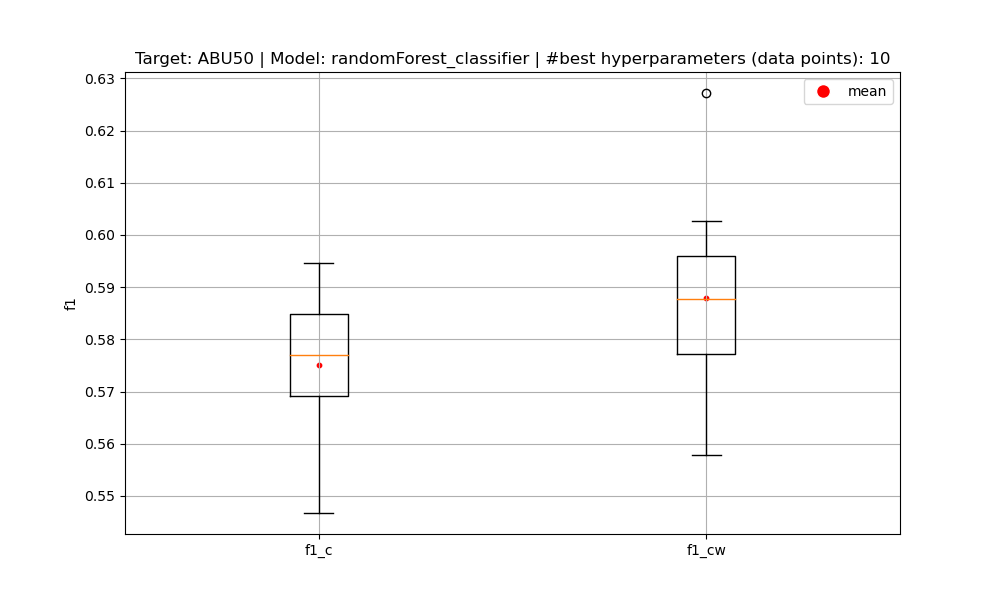 Target: ABU50 | Model: randomForest_classifier | #best hyperparameters (data points): 10
mean
0.63
0.62
0.61
0.60
0.59
0.58
0.57
0.56
0.55
f1
f1_c
f1_cw